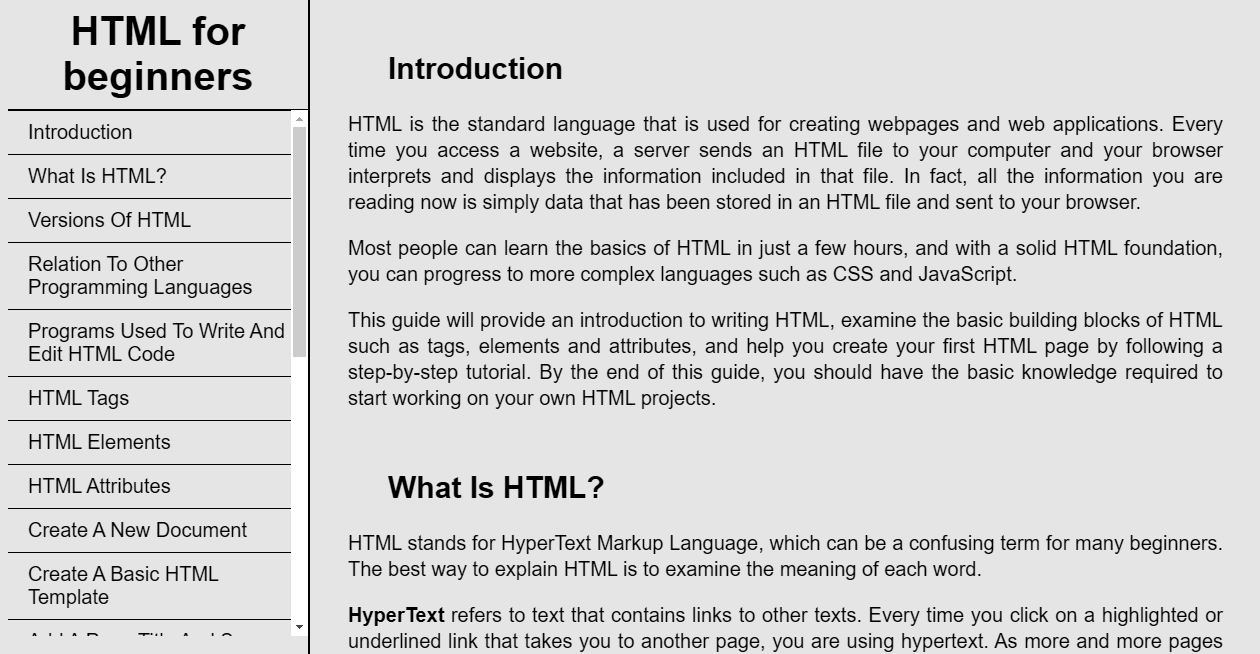 HTML for
beginners
Introduction
What Is HTML?
Versions Of HTML
Relation To Other
Programming Languages
Programs Used To Write And
Edit HTML Code
HTML Tags
HTML Elements
HTML Attributes
Create A New Document
Create A Basic HTML
Template
Introduction
HTML is the standard language that is used for creating webpages and web applications. Every
time you access a website, a server sends an HTML file to your computer and your browser
interprets and displays the information included in that file. In fact, all the information you are
reading now is simply data that has been stored in an HTML file and sent to your browser.
Most people can learn the basics of HTML in just a few hours, and with a solid HTML foundation,
you can progress to more complex languages such as CSS and JavaScript.
This guide will provide an introduction to writing HTML, examine the basic building blocks of HTML
such as tags, elements and attributes, and help you create your first HTML page by following a
step-by-step tutorial. By the end of this guide, you should have the basic knowledge required to
start working on your own HTML projects.
What Is HTML?
HTML stands for HyperText Markup Language, which can be a confusing term for many beginners.
The best way to explain HTML is to examine the meaning of each word.
HyperText refers to text that contains links to other texts. Every time you click on a highlighted or
underlined link that takes you to another page, you are using hypertext. As more and more pages